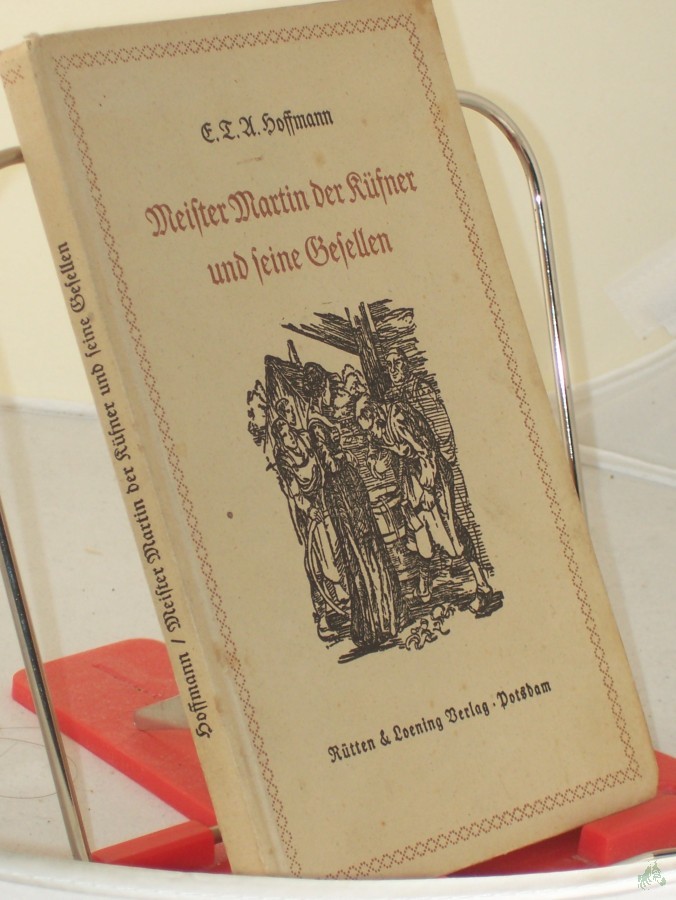 E. T. A. Hoffmann
Meiſter Martin der Küfner
und ſeine Geſellen
Rütten & Loening Verlag · Potsdam
Hoffmann / Meiſter Martin der Küfner und ſeine Geſellen